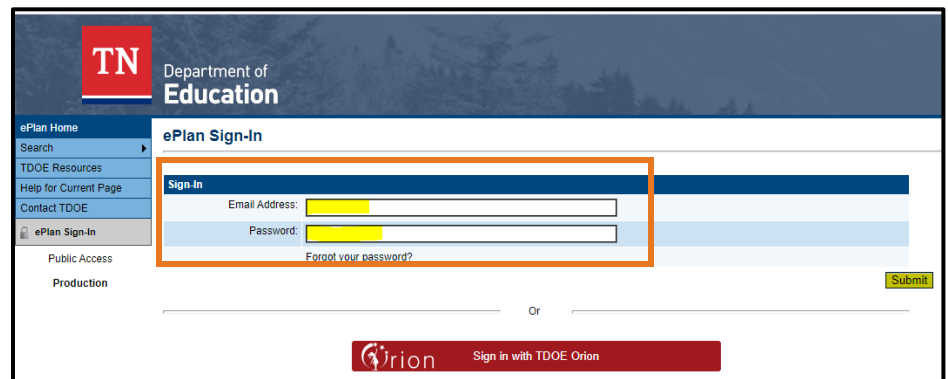 TN
Department of
Education
ePlan Home
Search
TDOE Resources
Help for Current Page
Contact TDOE
ePlan Sign-In
Public Access
Production
ePlan Sign-In
Sign-In
Email Address:
Password:
Forgot your password?
Submit
Or
Orion Sign in with TDOE Orion